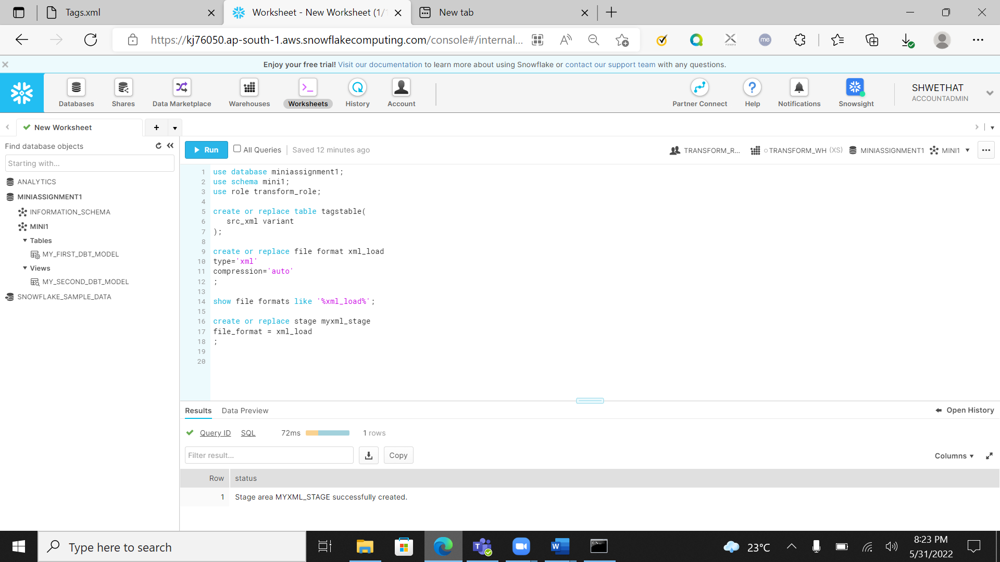 Tags.xml
Worksheet - New Worksheet (1/
New tab
https://kj76050.ap-south-1.aws.snowflakecomputing.com/console#/internal...
me
Enjoy your free trial! Visit our documentation to learn more about using Snowflake or contact our support team with any questions.
Databases
Shares
Data Marketplace
Warehouses
Worksheets
History
Account
Partner Connect
Help
Notifications
Snowsight
SHWETHAT
ACCOUNTADMIN
New Worksheet
Find database objects
Starting with...
ANALYTICS
MINIASSIGNMENT1
INFORMATION_SCHEMA
MINI1
Tables
MY_FIRST_DBT_MODEL
Views
MY_SECOND_DBT_MODEL
SNOWFLAKE_SAMPLE_DATA
Run
All Queries
Saved 12 minutes ago
TRANSFORM_R...
TRANSFORM_WH (XS)
MINIASSIGNMENT1
MINI1
1 use database miniassignment1;
2 use schema mini1;
3 use role transform_role;
4
5 create or replace table tagstable(
6 src_xml variant
7 );
8
9 create or replace file format xml_load
10 type='xml'
11 compression='auto'
12 ;
13
14 show file formats like '%xml_load%';
15
16 create or replace stage myxml_stage
17 file_format = xml_load
18 ;
19
20
Results
Data Preview
Open History
Query ID
SQL
72ms
1 rows
Filter result...
Copy
Columns
Row status
1 Stage area MYXML_STAGE successfully created.
Type here to search
23°C
8:23 PM
5/31/2022